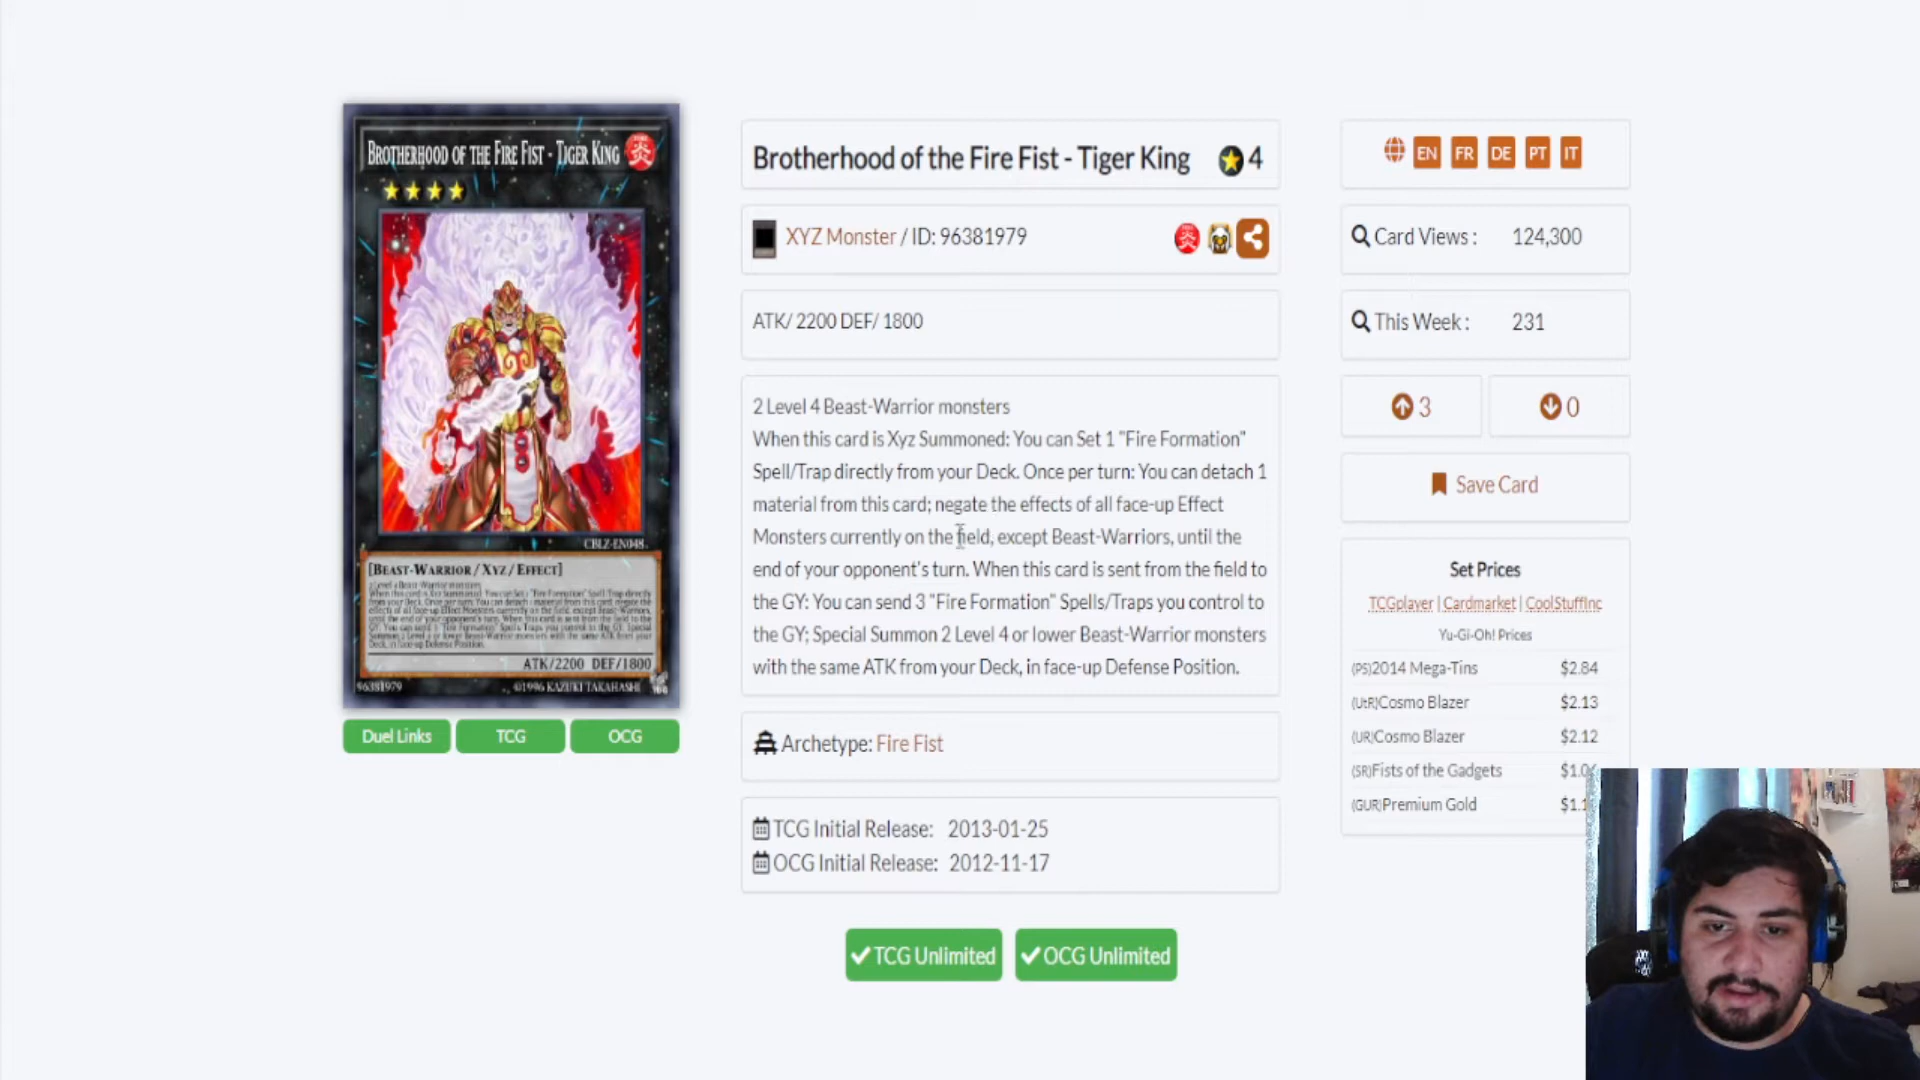 BROTHERHOOD OF THE FIRE FIST - TIGER KING
炎
CBLZ-EN048
[BEAST-WARRIOR / XYZ / EFFECT]
ATK/2200 DEF/1800
96381979
©1996 KAZUKI TAKAHASHI
Duel Links
TCG
OCG
Brotherhood of the Fire Fist - Tiger King
4
XYZ Monster / ID: 96381979
炎
ATK/ 2200 DEF/ 1800
2 Level 4 Beast-Warrior monsters
When this card is Xyz Summoned: You can Set 1 "Fire Formation"
Spell/Trap directly from your Deck. Once per turn: You can detach 1
material from this card; negate the effects of all face-up Effect
Monsters currently on the field, except Beast-Warriors, until the
end of your opponent's turn. When this card is sent from the field to
the GY: You can send 3 "Fire Formation" Spells/Traps you control to
the GY; Special Summon 2 Level 4 or lower Beast-Warrior monsters
with the same ATK from your Deck, in face-up Defense Position.
Archetype: Fire Fist
TCG Initial Release: 2013-01-25
OCG Initial Release: 2012-11-17
TCG Unlimited
OCG Unlimited
EN FR DE PT IT
Card Views : 124,300
This Week : 231
3
0
Save Card
Set Prices
TCGplayer | Cardmarket | CoolStuffInc
Yu-Gi-Oh! Prices
(PS)2014 Mega-Tins $2.84
(UtR)Cosmo Blazer $2.13
(UR)Cosmo Blazer $2.12
(SR)Fists of the Gadgets
(GUR)Premium Gold